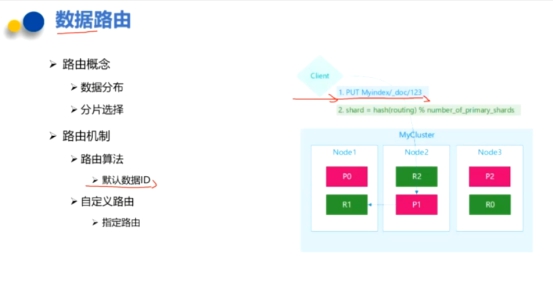 数据路由
路由概念
数据分布
分片选择
路由机制
路由算法
默认数据ID
自定义路由
指定路由
Client
1. PUT Myindex/_doc/123
2. shard = hash(routing) % number_of_primary_shards
MyCluster
Node1
Node2
Node3
P0
R2
P2
R1
P1
R0